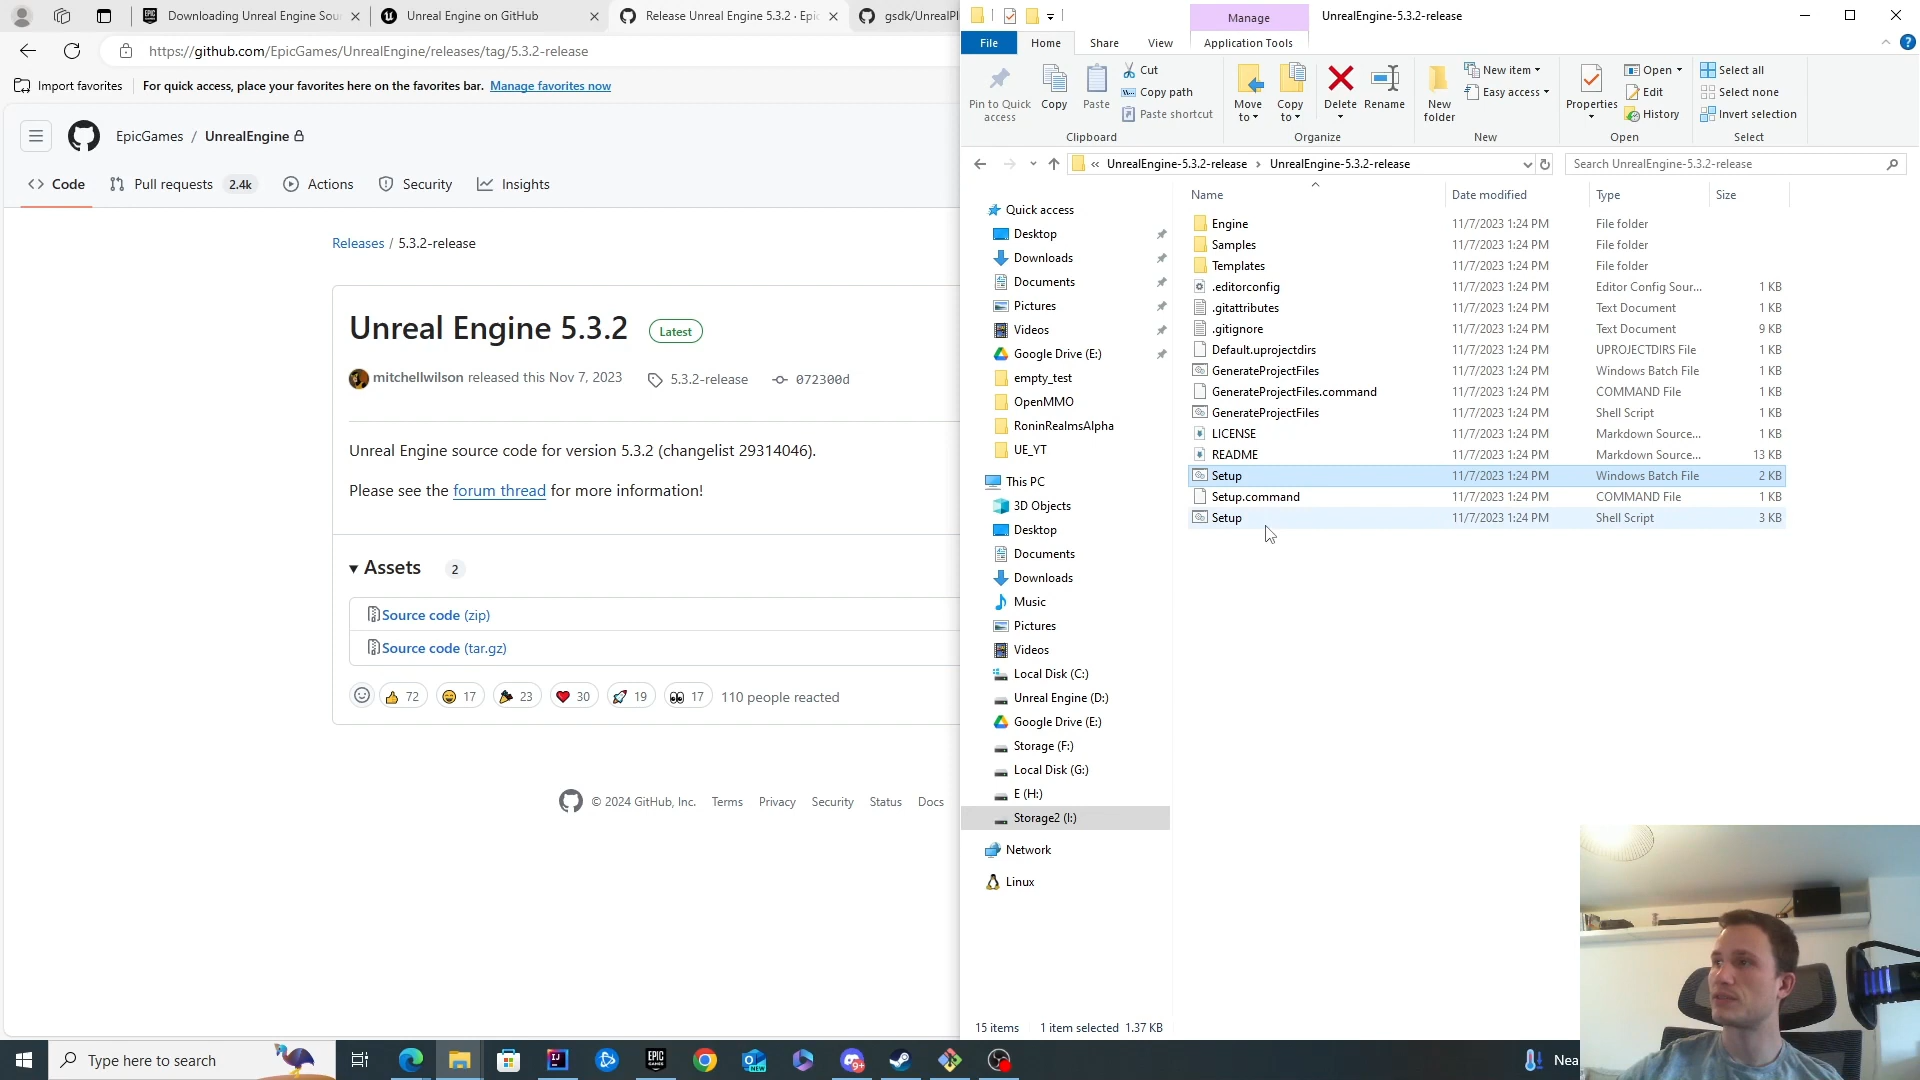 Downloading Unreal Engine Sou
Unreal Engine on GitHub
Release Unreal Engine 5.3.2 · Epic
gsdk/UnrealPl
https://github.com/EpicGames/UnrealEngine/releases/tag/5.3.2-release
Import favorites
For quick access, place your favorites here on the favorites bar. Manage favorites now
EpicGames / UnrealEngine
Code
Pull requests 2.4k
Actions
Security
Insights
Releases / 5.3.2-release
Unreal Engine 5.3.2 Latest
mitchellwilson released this Nov 7, 2023
5.3.2-release
072300d
Unreal Engine source code for version 5.3.2 (changelist 29314046).
Please see the forum thread for more information!
Assets 2
Source code (zip)
Source code (tar.gz)
72
17
23
30
19
17
110 people reacted
© 2024 GitHub, Inc. Terms Privacy Security Status Docs
Type here to search
Manage
UnrealEngine-5.3.2-release
File
Home
Share
View
Application Tools
Pin to Quick access
Copy
Paste
Cut
Copy path
Paste shortcut
Clipboard
Move to
Copy to
Delete
Rename
Organize
New folder
New item
Easy access
New
Properties
Open
Edit
History
Open
Select all
Select none
Invert selection
Select
« UnrealEngine-5.3.2-release › UnrealEngine-5.3.2-release
Search UnrealEngine-5.3.2-release
Quick access
Desktop
Downloads
Documents
Pictures
Videos
Google Drive (E:)
empty_test
OpenMMO
RoninRealmsAlpha
UE_YT
This PC
3D Objects
Desktop
Documents
Downloads
Music
Pictures
Videos
Local Disk (C:)
Unreal Engine (D:)
Google Drive (E:)
Storage (F:)
Local Disk (G:)
E (H:)
Storage2 (I:)
Network
Linux
Name Date modified Type Size
Engine 11/7/2023 1:24 PM File folder
Samples 11/7/2023 1:24 PM File folder
Templates 11/7/2023 1:24 PM File folder
.editorconfig 11/7/2023 1:24 PM Editor Config Sour... 1 KB
.gitattributes 11/7/2023 1:24 PM Text Document 1 KB
.gitignore 11/7/2023 1:24 PM Text Document 9 KB
Default.uprojectdirs 11/7/2023 1:24 PM UPROJECTDIRS File 1 KB
GenerateProjectFiles 11/7/2023 1:24 PM Windows Batch File 1 KB
GenerateProjectFiles.command 11/7/2023 1:24 PM COMMAND File 1 KB
GenerateProjectFiles 11/7/2023 1:24 PM Shell Script 1 KB
LICENSE 11/7/2023 1:24 PM Markdown Source... 1 KB
README 11/7/2023 1:24 PM Markdown Source... 13 KB
Setup 11/7/2023 1:24 PM Windows Batch File 2 KB
Setup.command 11/7/2023 1:24 PM COMMAND File 1 KB
Setup 11/7/2023 1:24 PM Shell Script 3 KB
15 items 1 item selected 1.37 KB
EPIC GAMES
NEW
9+
Nea